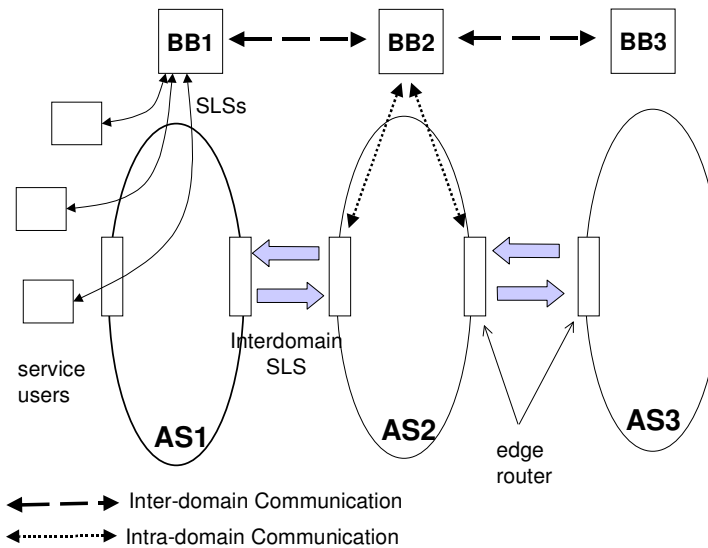 BB1
BB2
BB3
SLSs
Interdomain
SLS
service
users
AS1
AS2
AS3
edge
router
Inter-domain Communication
Intra-domain Communication